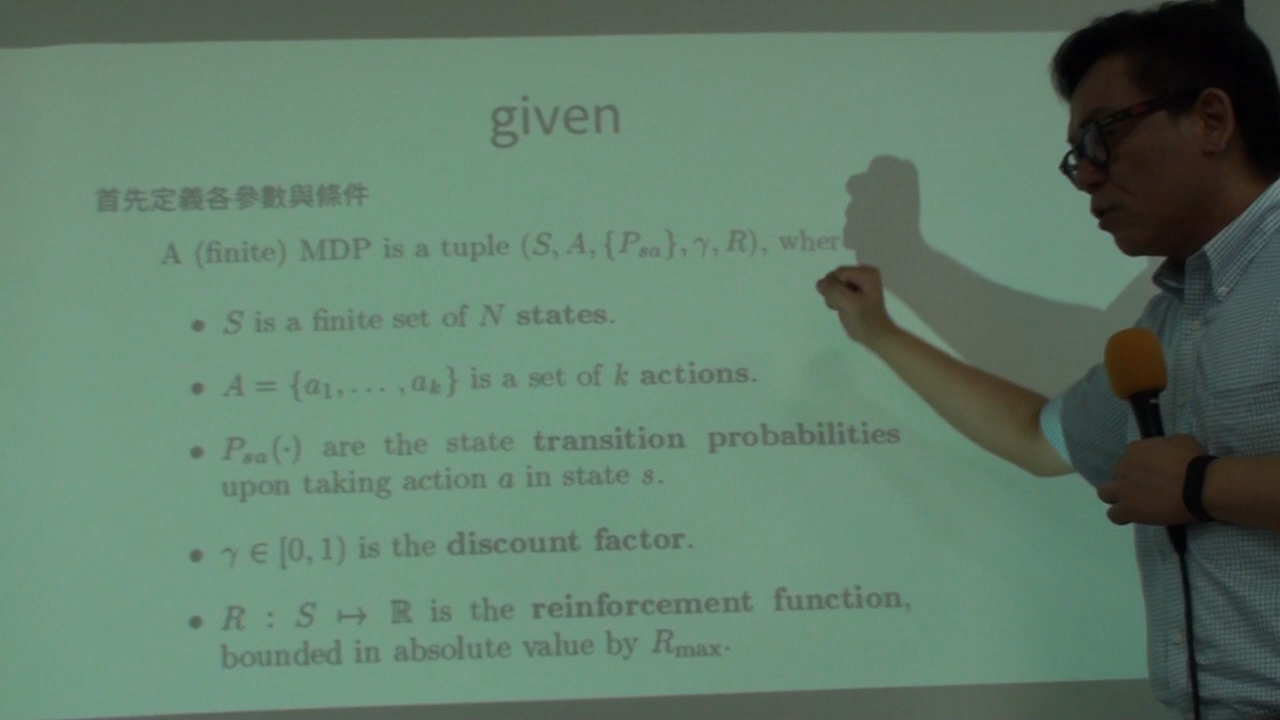 given
首先定義各參數與條件
A (finite) MDP is a tuple (S, A, {P_sa}, γ, R), wher
• S is a finite set of N states.
• A = {a₁, . . . , aₖ} is a set of k actions.
• P_sa(·) are the state transition probabilities
upon taking action a in state s.
• γ ∈ [0, 1) is the discount factor.
• R : S ↦ ℝ is the reinforcement function,
bounded in absolute value by R_max.